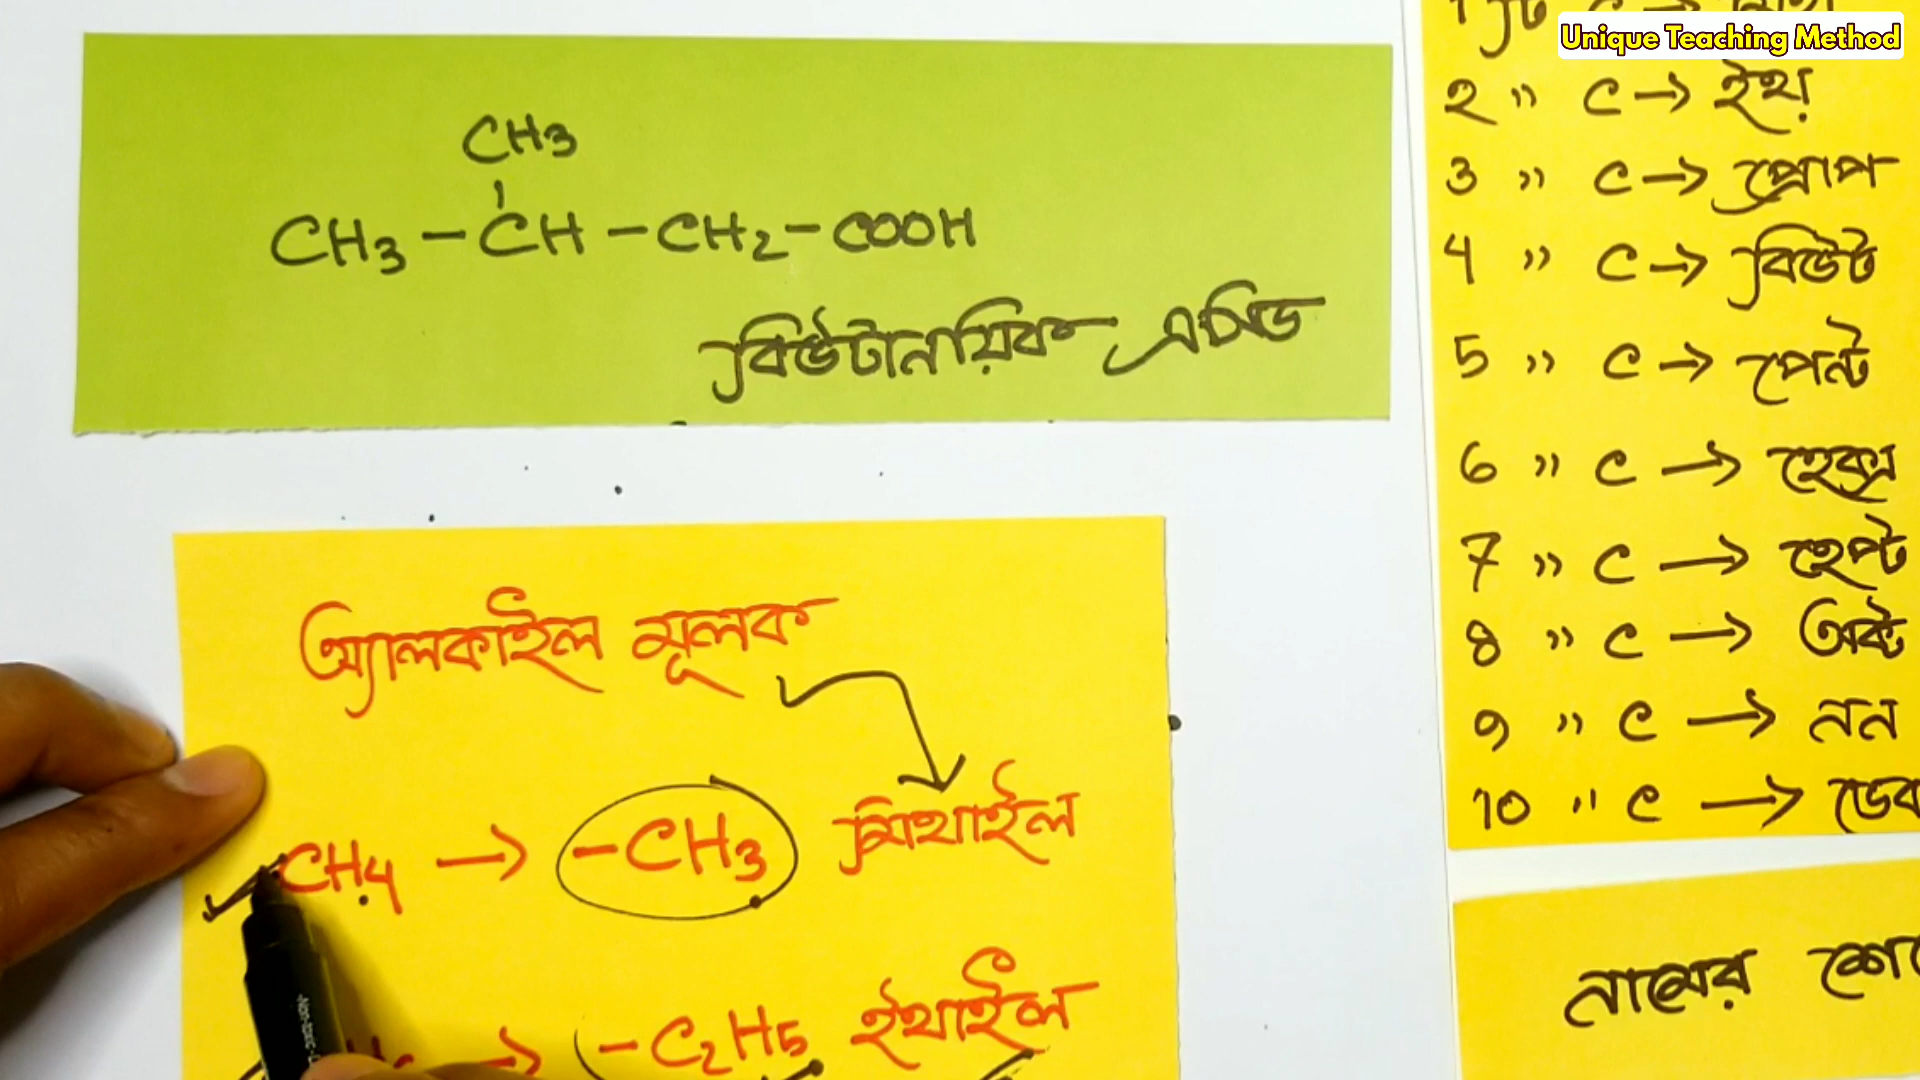 CH3
CH3 - CH - CH2 - COOH
বিউটানয়িক এসিড
অ্যালকাইল মূলক
CH4 → -CH3 মিথাইল
→ -C2H5 ইথাইল
Unique Teaching Method
2 " C → ইথ
3 " C → প্রোপ
4 " C → বিউট
5 " C → পেন্ট
6 " C → হেক্স
7 " C → হেপ্ট
8 " C → অক্ট
9 " C → নন
10 " C → ডেক
নামের